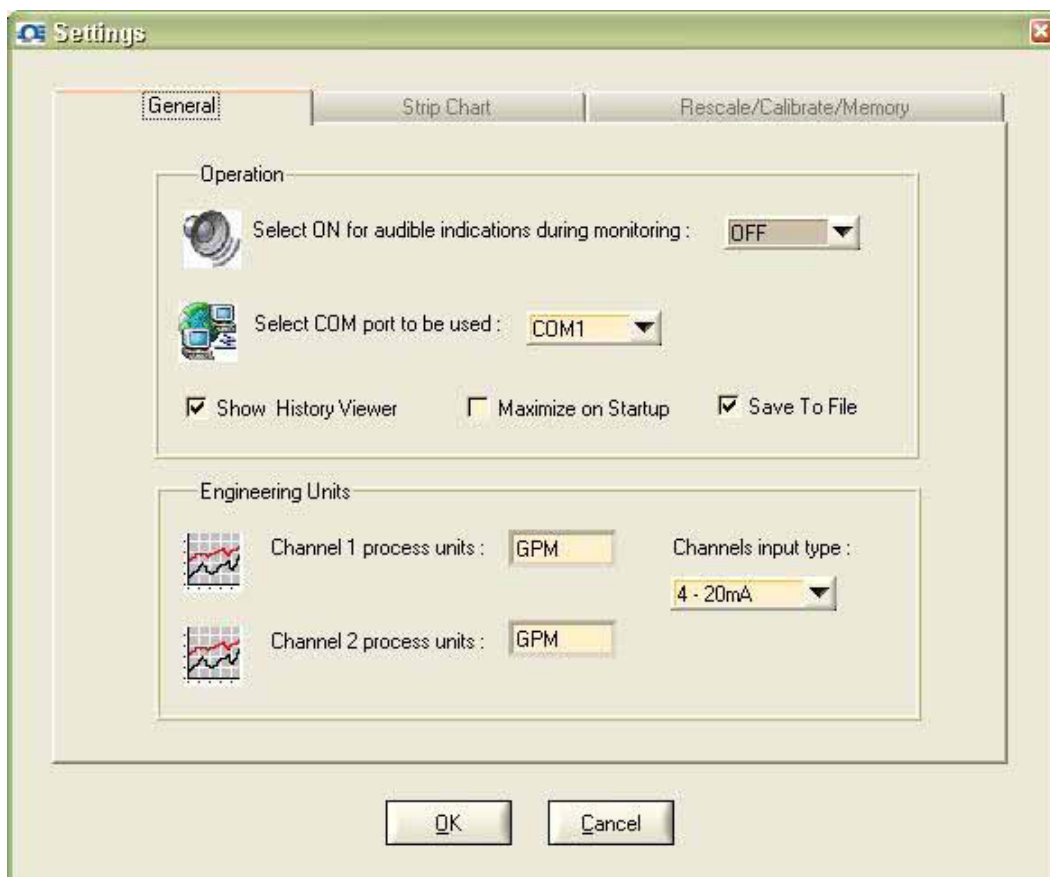 Settings
General
Strip Chart
Rescale/Calibrate/Memory
Operation
Select ON for audible indications during monitoring :
OFF
Select COM port to be used :
COM1
Show History Viewer
Maximize on Startup
Save To File
Engineering Units
Channel 1 process units :
GPM
Channels input type :
4 - 20mA
Channel 2 process units :
GPM
OK
Cancel